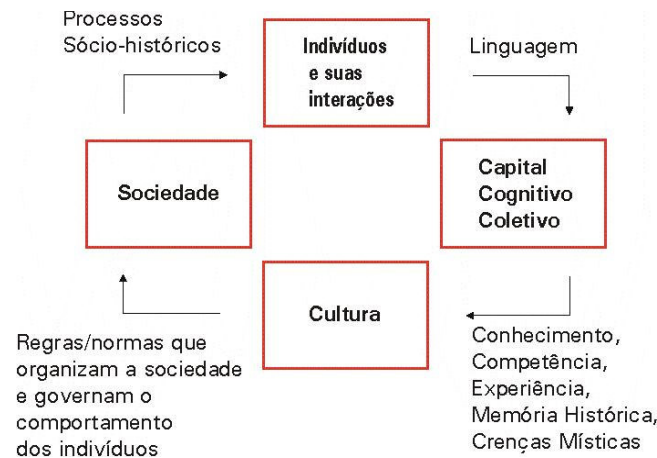 Processos
Sócio-históricos
Indivíduos
e suas
interações
Linguagem
Sociedade
Capital
Cognitivo
Coletivo
Cultura
Regras/normas que
organizam a sociedade
e governam o
comportamento
dos indivíduos
Conhecimento,
Competência,
Experiência,
Memória Histórica,
Crenças Místicas